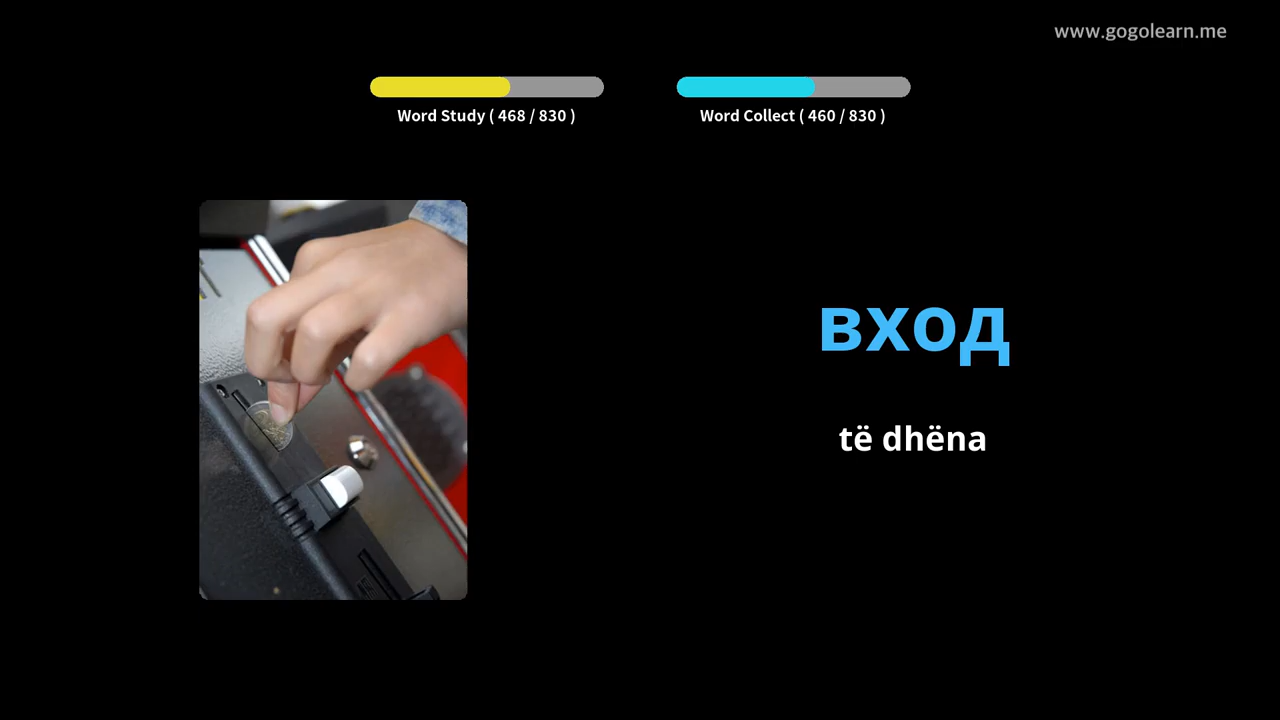 www.gogolearn.me
Word Study ( 468 / 830 )
Word Collect ( 460 / 830 )
вход
të dhëna